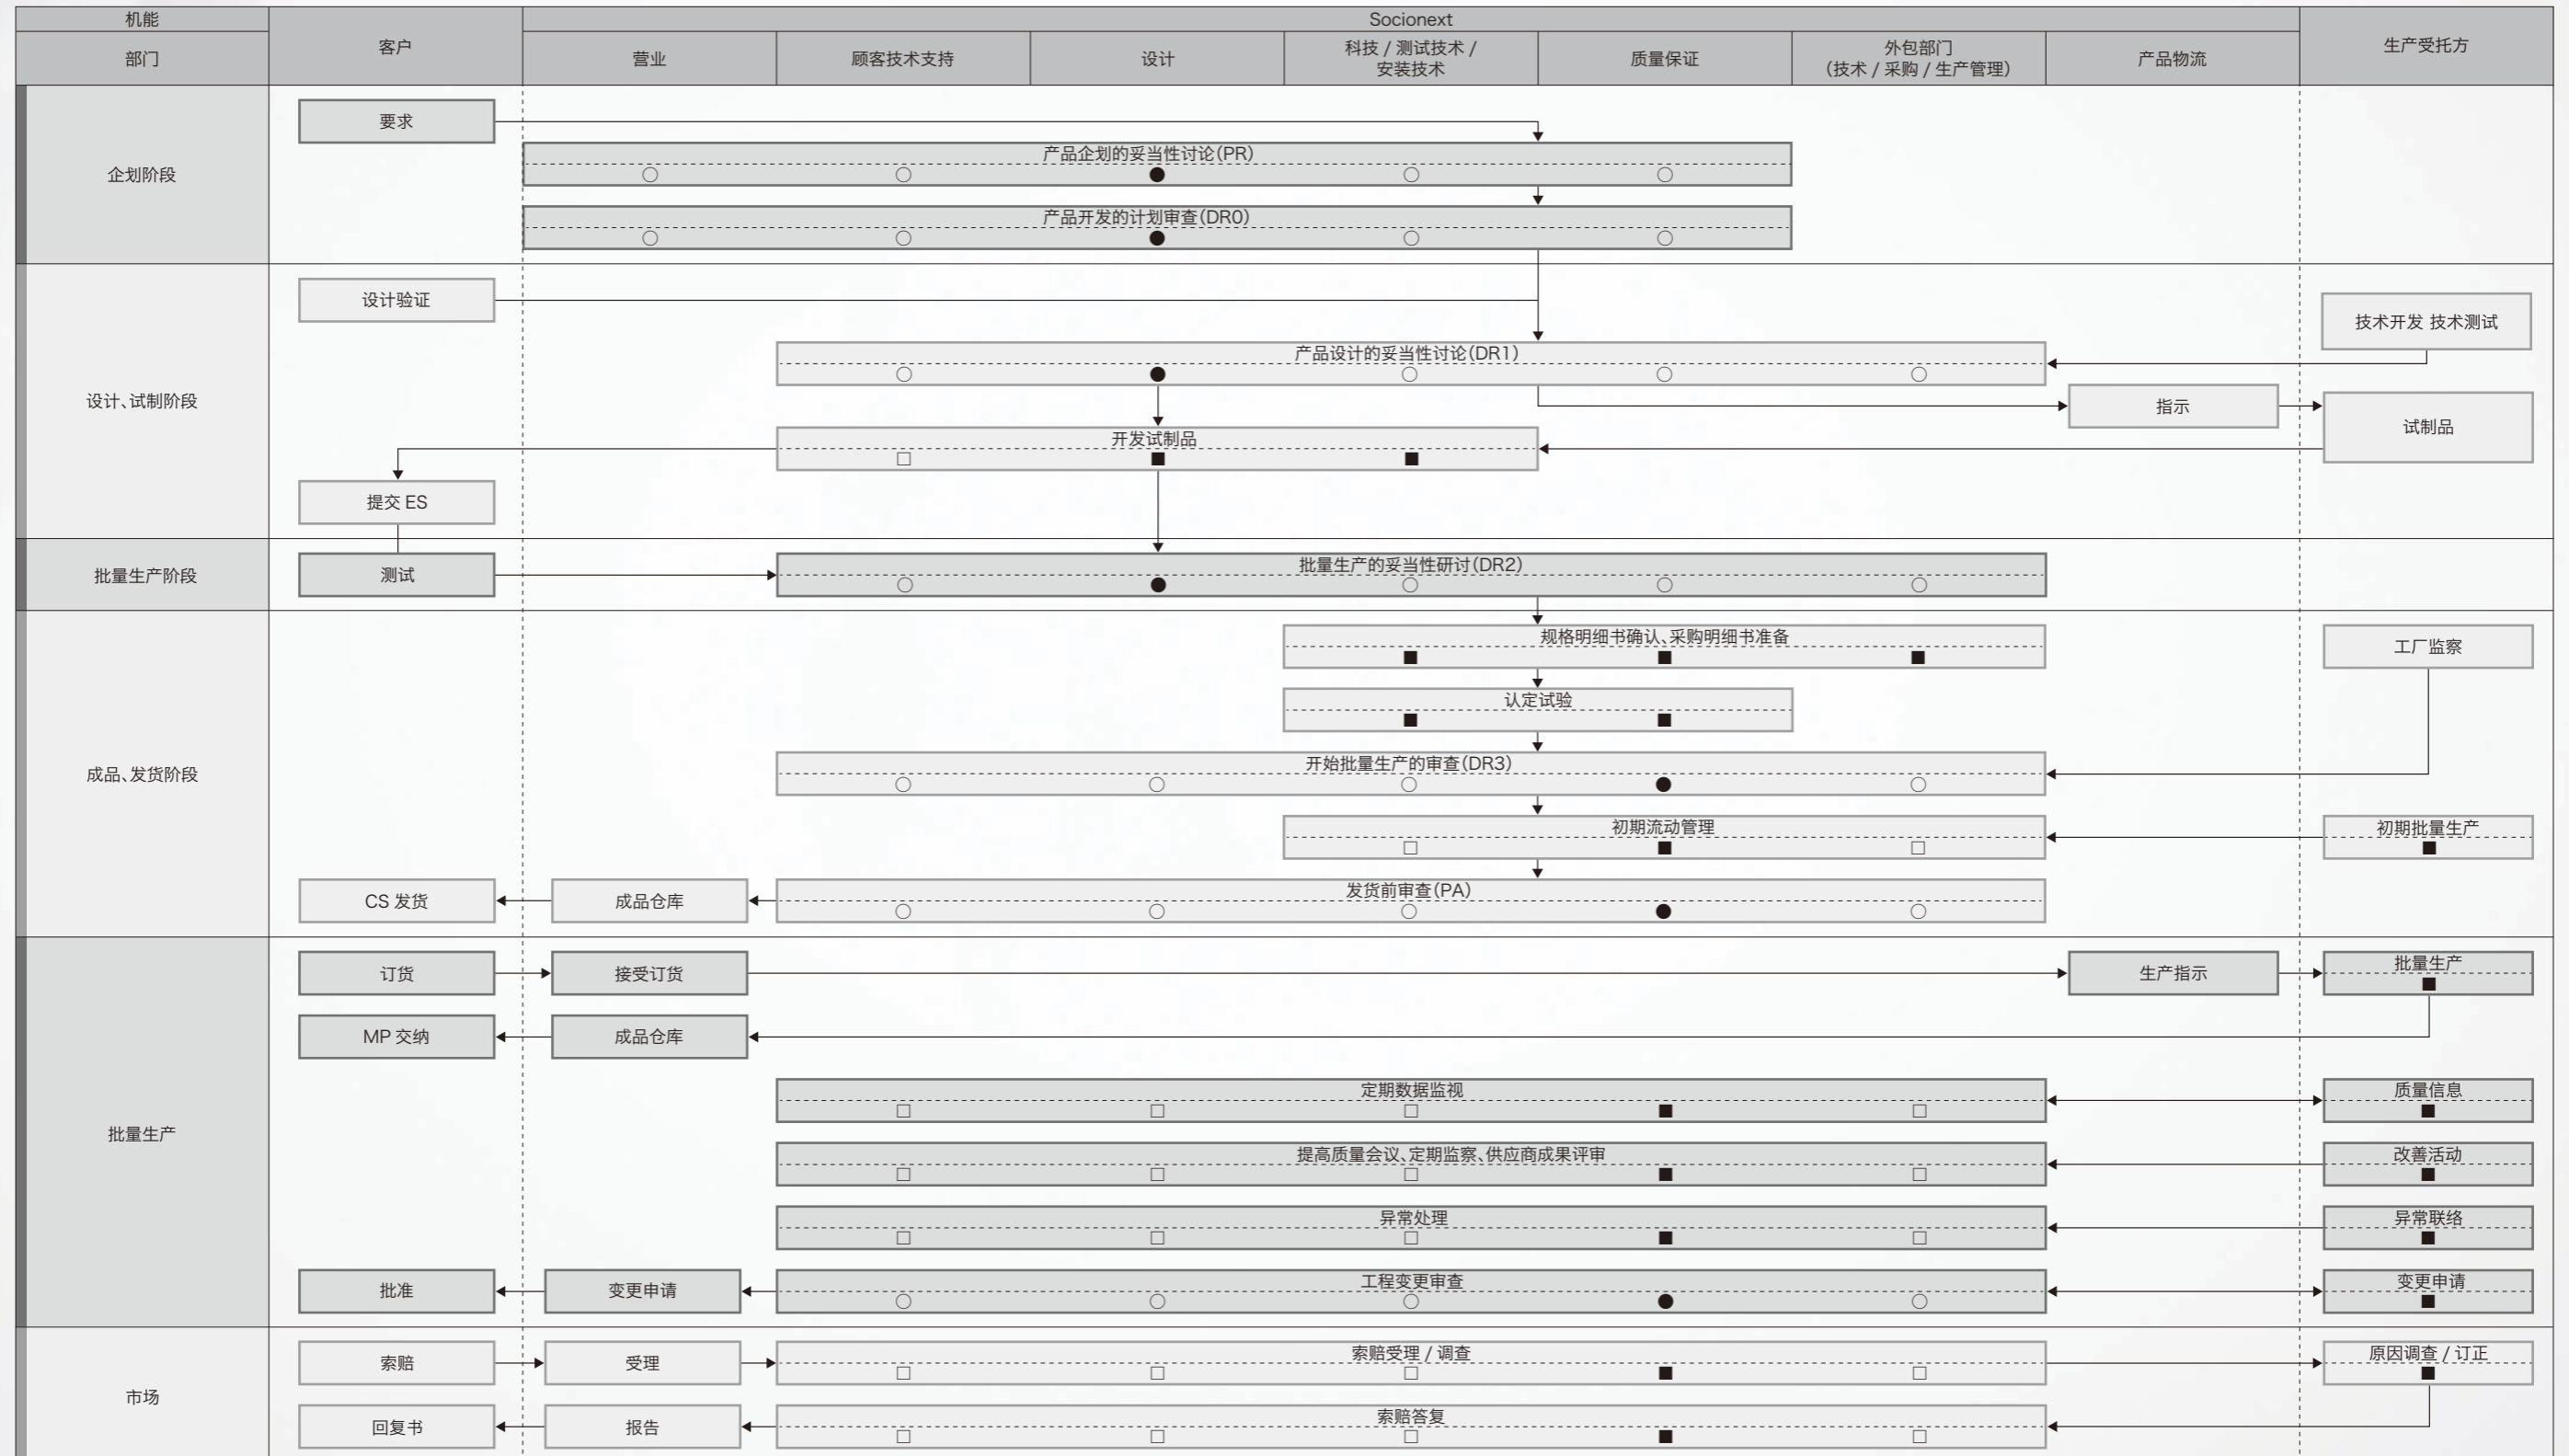 机能
客户
Socionext
生产受托方
部门
营业
顾客技术支持
设计
科技 / 测试技术 /
安装技术
质量保证
外包部门
（技术 / 采购 / 生产管理）
产品物流
企划阶段
要求
产品企划的妥当性讨论（PR）
○ ○ ● ○ ○
产品开发的计划审查（DR0）
○ ○ ● ○ ○
设计、试制阶段
设计验证
技术开发 技术测试
产品设计的妥当性讨论（DR1）
○ ● ○ ○ ○
指示
试制品
开发试制品
□ ■ ■
提交 ES
批量生产阶段
测试
批量生产的妥当性研讨（DR2）
○ ● ○ ○ ○
成品、发货阶段
规格明细书确认、采购明细书准备
■ ■ ■
工厂监察
认定试验
■ ■
开始批量生产的审查（DR3）
○ ○ ○ ● ○
初期流动管理
□ ■ □
初期批量生产
■
CS 发货
成品仓库
发货前审查（PA）
○ ○ ○ ● ○
批量生产
订货
接受订货
生产指示
批量生产
■
MP 交纳
成品仓库
定期数据监视
□ □ □ ■ □
质量信息
■
提高质量会议、定期监察、供应商成果评审
□ □ □ ■ □
改善活动
■
异常处理
□ □ □ ■ □
异常联络
■
批准
变更申请
工程变更审查
○ ○ ○ ● ○
变更申请
■
市场
索赔
受理
索赔受理 / 调查
□ □ □ ■ □
原因调查 / 订正
■
回复书
报告
索赔答复
□ □ □ ■ □